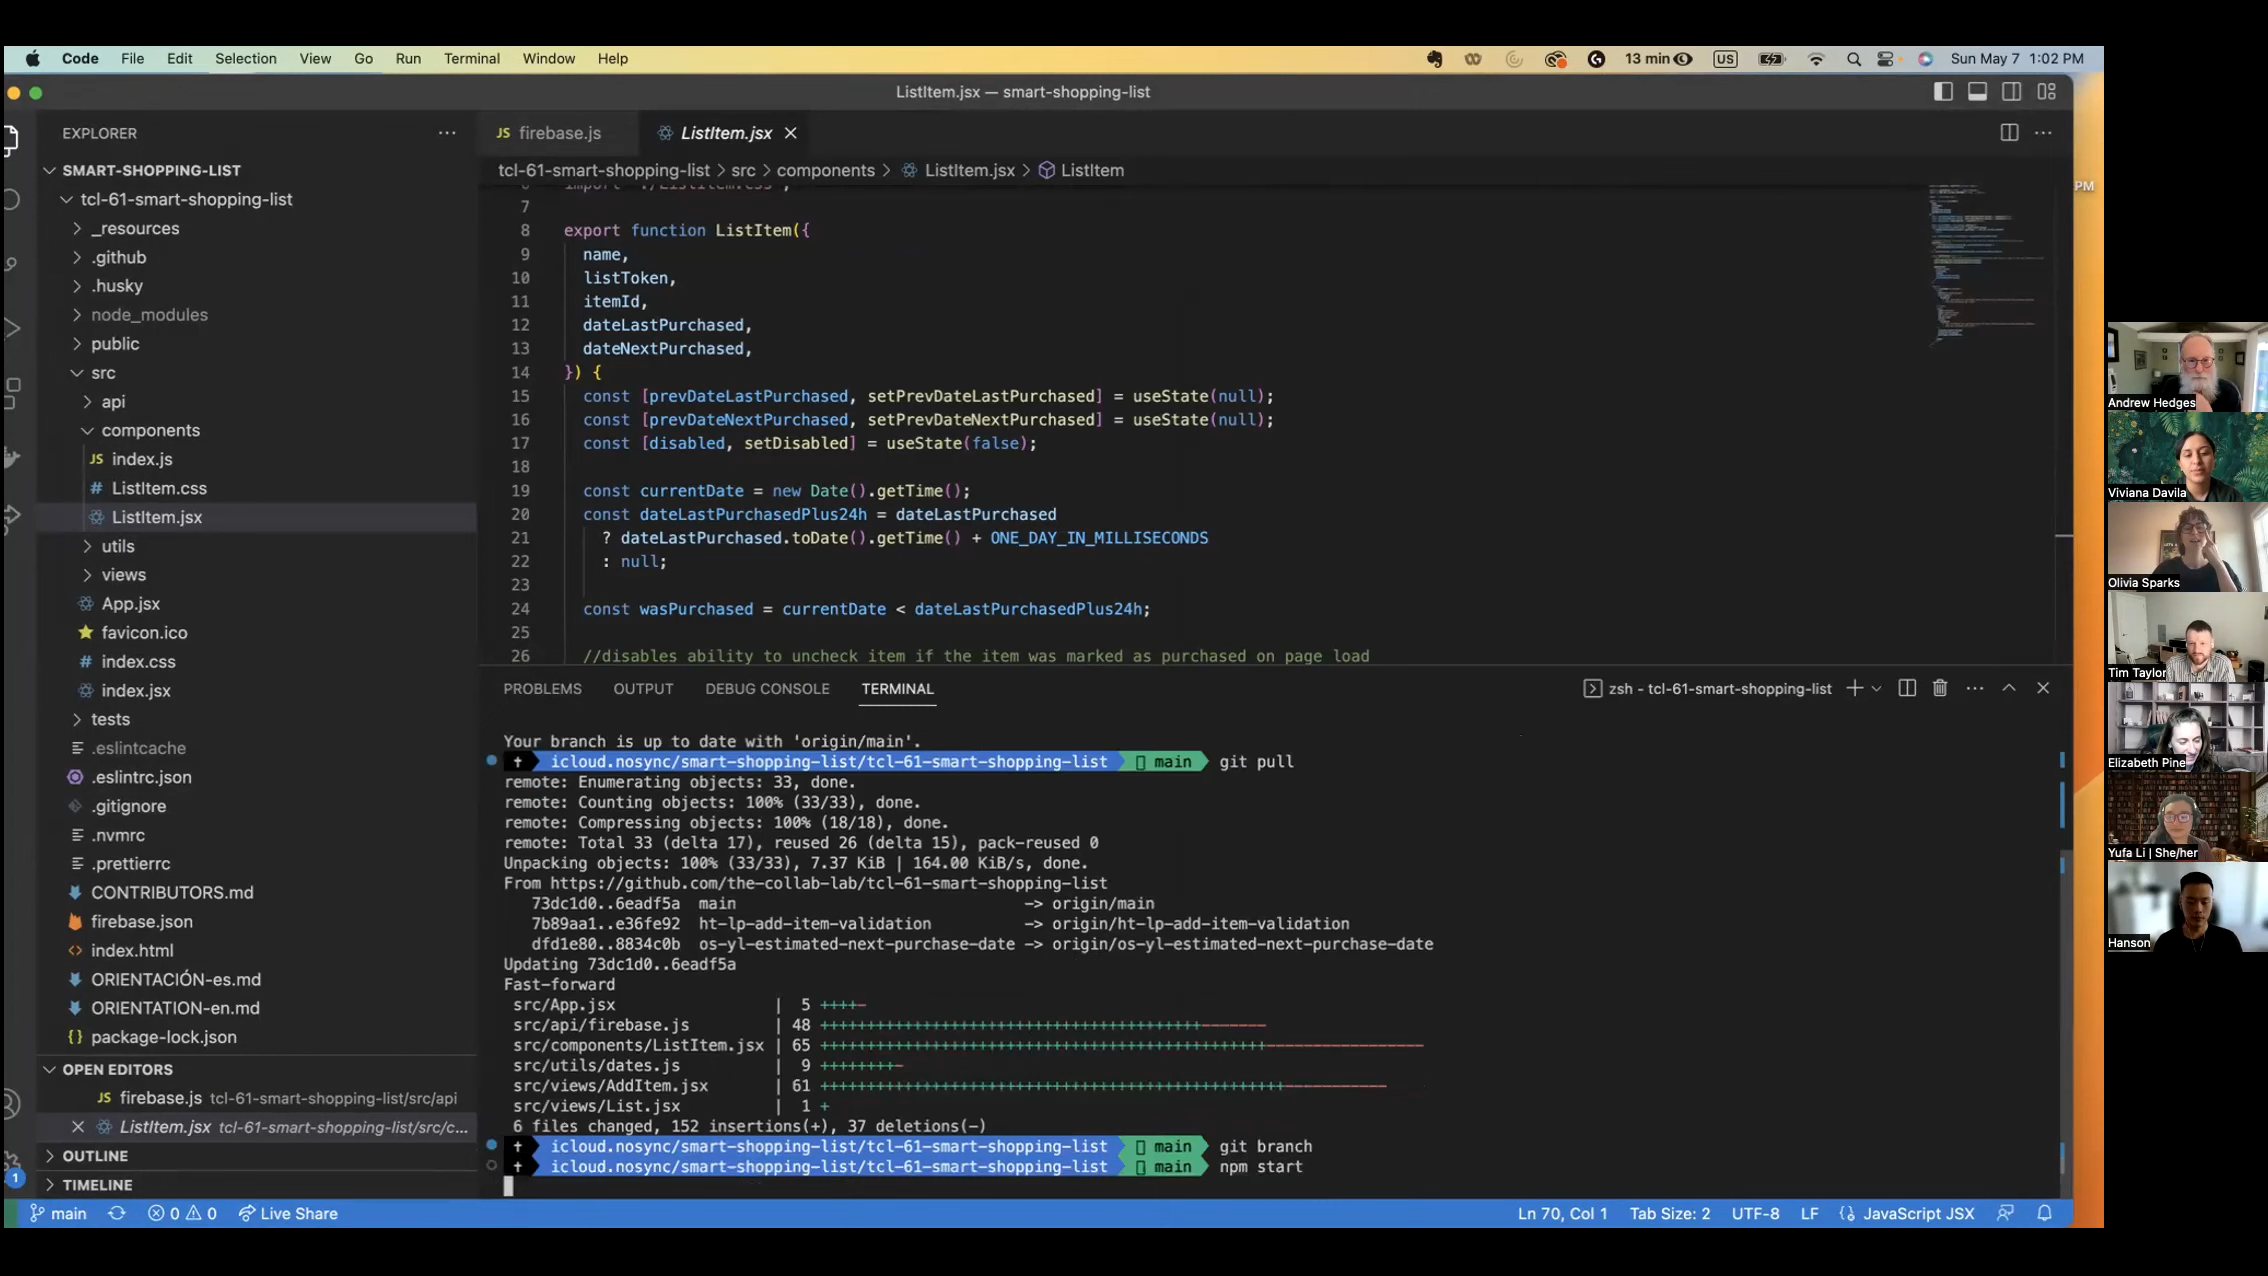 Code File Edit Selection View Go Run Terminal Window Help 13 min US Sun May 7 1:02 PM
ListItem.jsx — smart-shopping-list
EXPLORER
SMART-SHOPPING-LIST
tcl-61-smart-shopping-list
_resources
.github
.husky
node_modules
public
src
api
components
JS index.js
# ListItem.css
ListItem.jsx
utils
views
App.jsx
favicon.ico
index.css
index.jsx
tests
.eslintcache
.eslintrc.json
.gitignore
.nvmrc
.prettierrc
CONTRIBUTORS.md
firebase.json
index.html
ORIENTACIÓN-es.md
ORIENTATION-en.md
{} package-lock.json
OPEN EDITORS
JS firebase.js tcl-61-smart-shopping-list/src/api
ListItem.jsx tcl-61-smart-shopping-list/src/c...
OUTLINE
TIMELINE
1
JS firebase.js ListItem.jsx
tcl-61-smart-shopping-list > src > components > ListItem.jsx > ListItem
6 import './ListItem.css';
7
8 export function ListItem({
9 name,
10 listToken,
11 itemId,
12 dateLastPurchased,
13 dateNextPurchased,
14 }) {
15 const [prevDateLastPurchased, setPrevDateLastPurchased] = useState(null);
16 const [prevDateNextPurchased, setPrevDateNextPurchased] = useState(null);
17 const [disabled, setDisabled] = useState(false);
18
19 const currentDate = new Date().getTime();
20 const dateLastPurchasedPlus24h = dateLastPurchased
21 ? dateLastPurchased.toDate().getTime() + ONE_DAY_IN_MILLISECONDS
22 : null;
23
24 const wasPurchased = currentDate < dateLastPurchasedPlus24h;
25
26 //disables ability to uncheck item if the item was marked as purchased on page load
PM
PROBLEMS OUTPUT DEBUG CONSOLE TERMINAL zsh - tcl-61-smart-shopping-list
Your branch is up to date with 'origin/main'.
icloud.nosync/smart-shopping-list/tcl-61-smart-shopping-list main git pull
remote: Enumerating objects: 33, done.
remote: Counting objects: 100% (33/33), done.
remote: Compressing objects: 100% (18/18), done.
remote: Total 33 (delta 17), reused 26 (delta 15), pack-reused 0
Unpacking objects: 100% (33/33), 7.37 KiB | 164.00 KiB/s, done.
From https://github.com/the-collab-lab/tcl-61-smart-shopping-list
73dc1d0..6eadf5a main -> origin/main
7b89aa1..e36fe92 ht-lp-add-item-validation -> origin/ht-lp-add-item-validation
dfd1e80..8834c0b os-yl-estimated-next-purchase-date -> origin/os-yl-estimated-next-purchase-date
Updating 73dc1d0..6eadf5a
Fast-forward
src/App.jsx | 5 ++++-
src/api/firebase.js | 48 +++++++++++++++++++++++++++++++++++++++++-------
src/components/ListItem.jsx | 65 ++++++++++++++++++++++++++++++++++++++++++++++++-----------------
src/utils/dates.js | 9 ++++++++-
src/views/AddItem.jsx | 61 ++++++++++++++++++++++++++++++++++++++++++++++++++-----------
src/views/List.jsx | 1 +
6 files changed, 152 insertions(+), 37 deletions(-)
icloud.nosync/smart-shopping-list/tcl-61-smart-shopping-list main git branch
icloud.nosync/smart-shopping-list/tcl-61-smart-shopping-list main npm start
main 0 0 Live Share Ln 70, Col 1 Tab Size: 2 UTF-8 LF JavaScript JSX
Andrew Hedges
Viviana Davila
Olivia Sparks
Tim Taylor
Elizabeth Pine
Yufa Li | She/her
Hanson